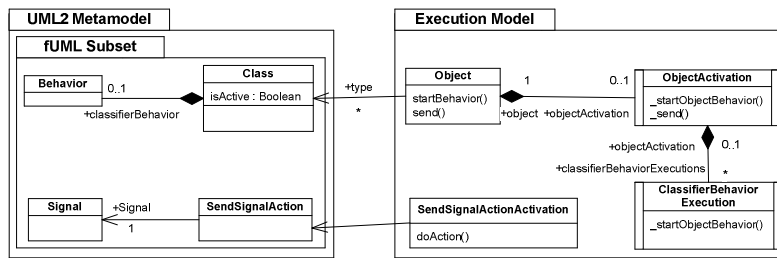 UML2 Metamodel
fUML Subset
Behavior
0..1
+classifierBehavior
Class
isActive : Boolean
Signal
+Signal
1
SendSignalAction
Execution Model
+type
*
Object
startBehavior()
send()
1
+object
0..1
+objectActivation
ObjectActivation
_startObjectBehavior()
_send()
+objectActivation
0..1
+classifierBehaviorExecutions
*
ClassifierBehavior
Execution
_startObjectBehavior()
SendSignalActionActivation
doAction()